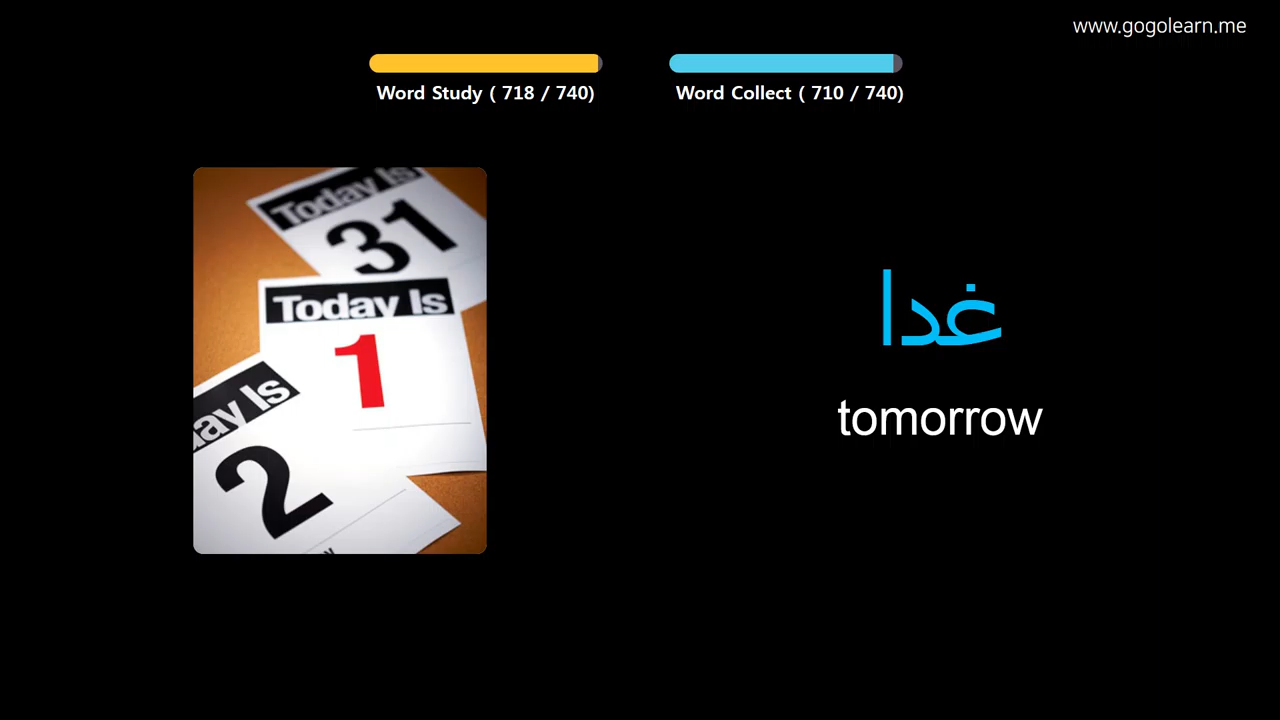 www.gogolearn.me
Word Study ( 718 / 740)
Word Collect ( 710 / 740)
Today Is
31
Today Is
1
ay Is
2
غدا
tomorrow